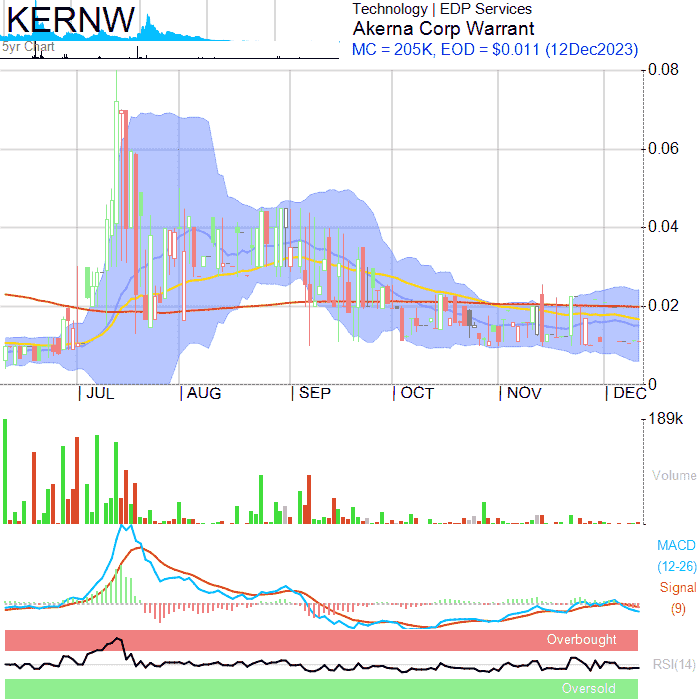 KERNW
5yr Chart
Technology | EDP Services
Akerna Corp Warrant
MC = 205K, EOD = $0.011 (12Dec2023)
0.08
0.06
0.04
0.02
0
JUL AUG SEP OCT NOV DEC
189k
Volume
MACD
(12-26)
Signal
(9)
Overbought
RSI(14)
Oversold